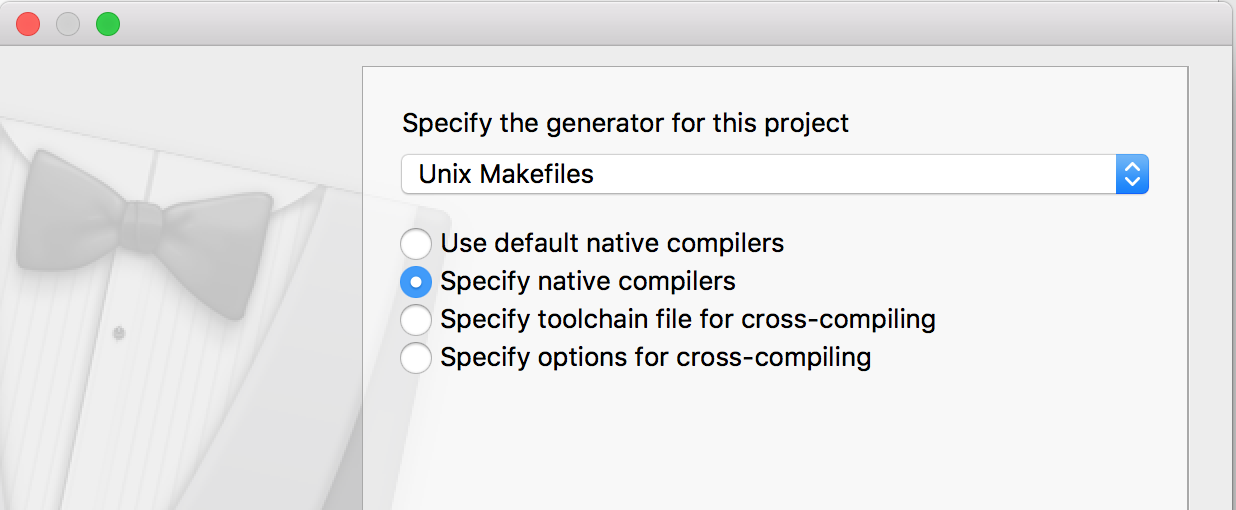 Specify the generator for this project
Unix Makefiles
Use default native compilers
Specify native compilers
Specify toolchain file for cross-compiling
Specify options for cross-compiling